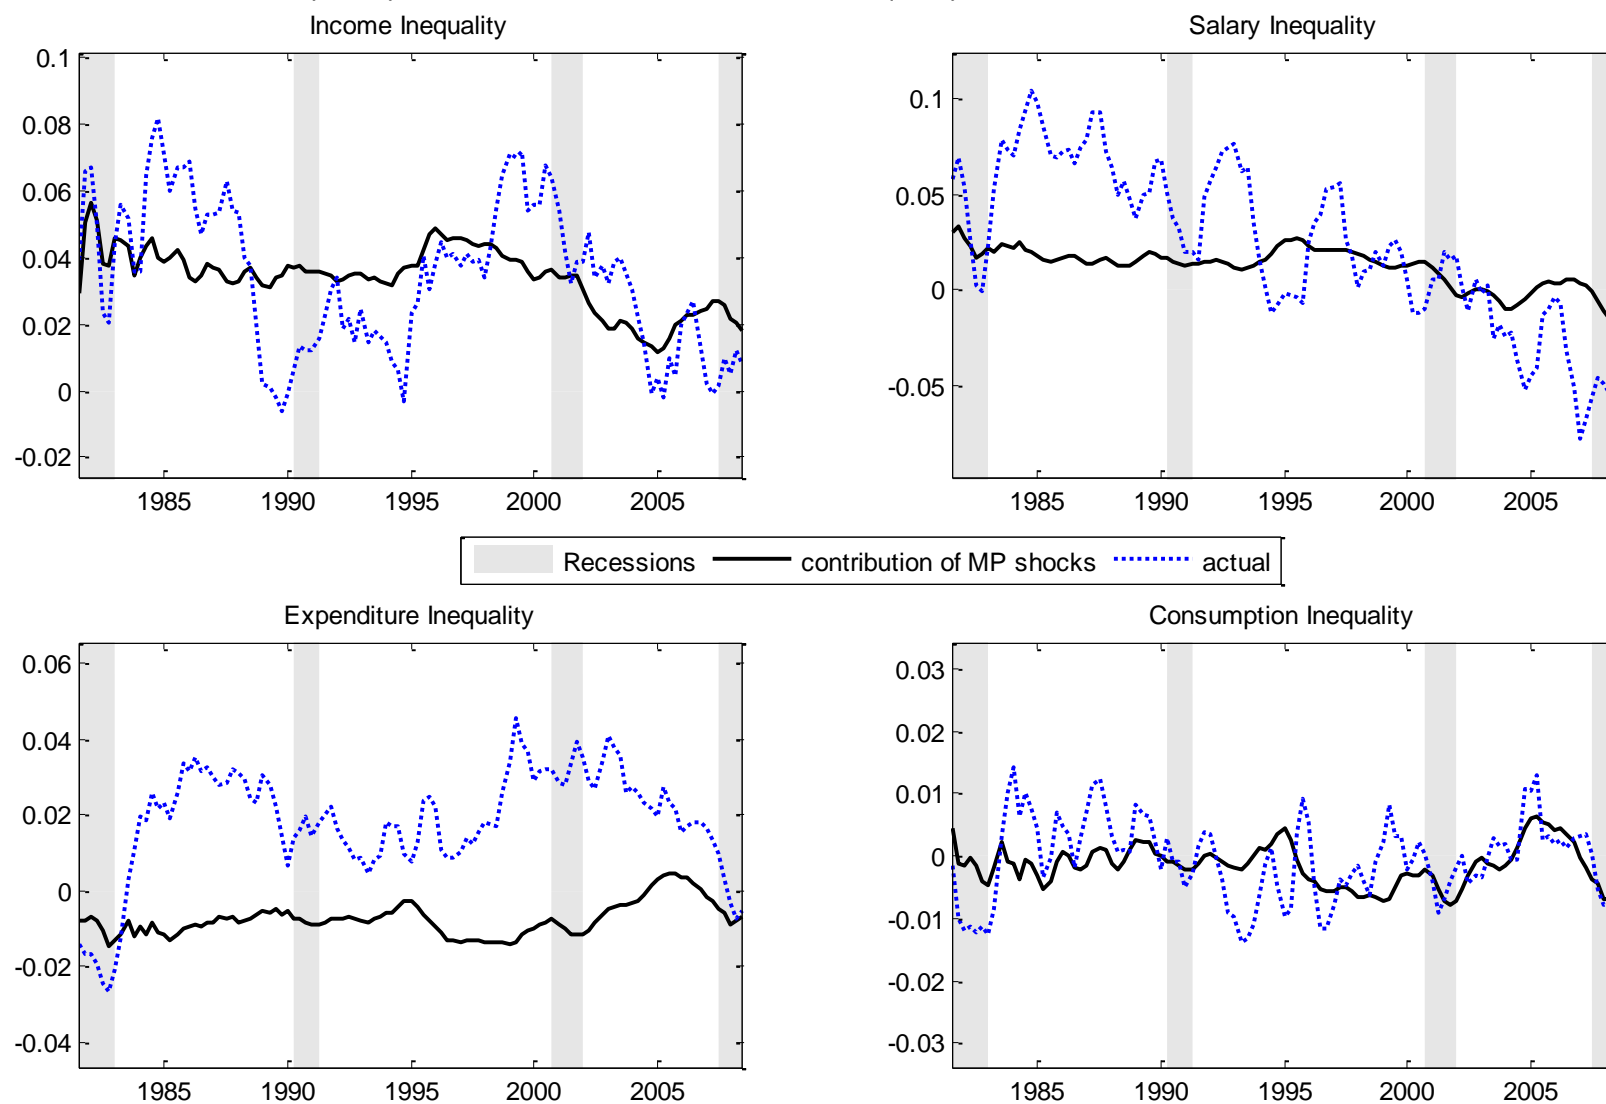 Income Inequality
0.1
0.08
0.06
0.04
0.02
0
-0.02
1985 1990 1995 2000 2005
Salary Inequality
0.1
0.05
0
-0.05
1985 1990 1995 2000 2005
Recessions contribution of MP shocks actual
Expenditure Inequality
0.06
0.04
0.02
0
-0.02
-0.04
1985 1990 1995 2000 2005
Consumption Inequality
0.03
0.02
0.01
0
-0.01
-0.02
-0.03
1985 1990 1995 2000 2005